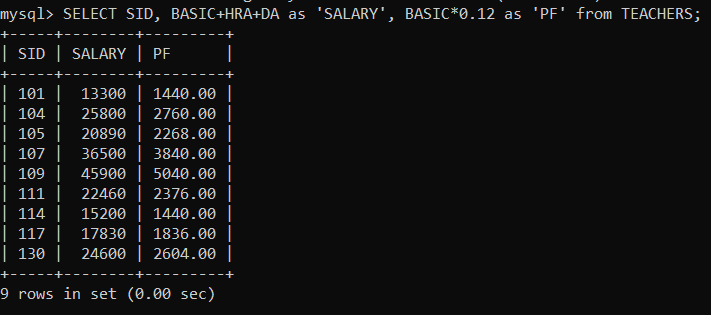 mysql> SELECT SID, BASIC+HRA+DA as 'SALARY', BASIC*0.12 as 'PF' from TEACHERS;
+-----+--------+---------+
| SID | SALARY | PF      |
+-----+--------+---------+
| 101 |  13300 | 1440.00 |
| 104 |  25800 | 2760.00 |
| 105 |  20890 | 2268.00 |
| 107 |  36500 | 3840.00 |
| 109 |  45900 | 5040.00 |
| 111 |  22460 | 2376.00 |
| 114 |  15200 | 1440.00 |
| 117 |  17830 | 1836.00 |
| 130 |  24600 | 2604.00 |
+-----+--------+---------+
9 rows in set (0.00 sec)